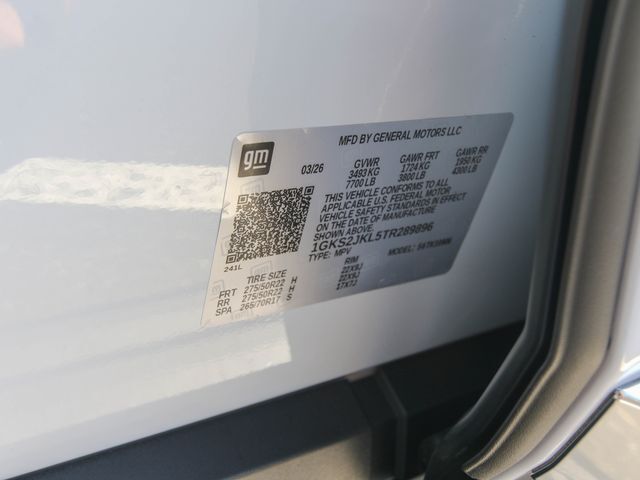 gm
MFD BY GENERAL MOTORS LLC
03/26
GVWR GAWR FRT GAWR RR
3493 KG 1724 KG 1950 KG
7700 LB 3800 LB 4300 LB
THIS VEHICLE CONFORMS TO ALL
APPLICABLE U.S. FEDERAL MOTOR
VEHICLE SAFETY STANDARDS IN EFFECT
ON THE DATE OF MANUFACTURE
SHOWN ABOVE.
1GKS2JKL5TR289896
TYPE: MPV MODEL:
241L
TIRE SIZE RIM
FRT 275/50R22 H 22X9J
RR 275/50R22 H 22X9J
SPA 265/70R17 S 17X7J